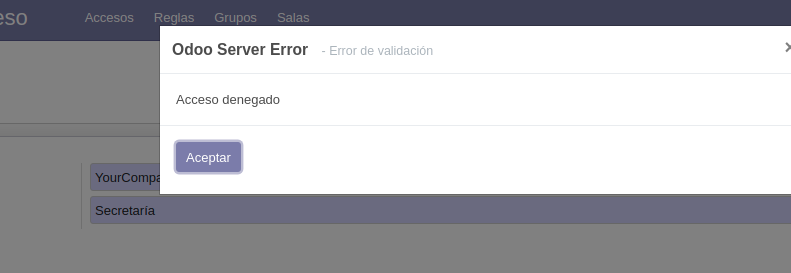 eso Accesos Reglas Grupos Salas
Odoo Server Error - Error de validación ×
Acceso denegado
Aceptar
YourCompa
Secretaría